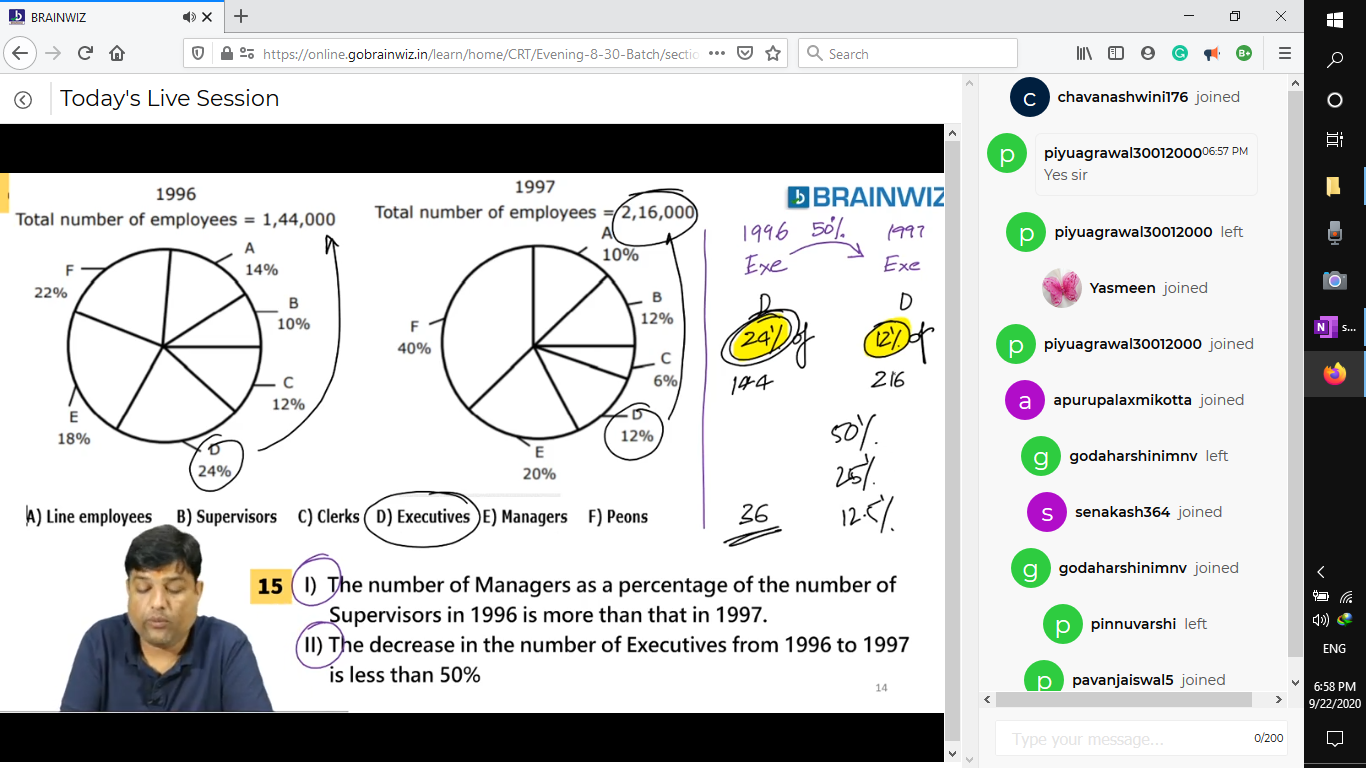 BRAINWIZ
https://online.gobrainwiz.in/learn/home/CRT/Evening-8-30-Batch/sectio
Search
Today's Live Session
1996
Total number of employees = 1,44,000
A
14%
B
10%
C
12%
D
24%
E
18%
F
22%
1997
Total number of employees = 2,16,000
A
10%
B
12%
C
6%
D
12%
E
20%
F
40%
BRAINWIZ
1996 50% 1997
Exe Exe
D D
24% of 12% of
144 216
50%
25%
36 12.5%
A) Line employees B) Supervisors C) Clerks D) Executives E) Managers F) Peons
15 I) The number of Managers as a percentage of the number of
Supervisors in 1996 is more than that in 1997.
II) The decrease in the number of Executives from 1996 to 1997
is less than 50%
14
c chavanashwini176 joined
p piyuagrawal30012000 06:57 PM
Yes sir
p piyuagrawal30012000 left
Yasmeen joined
p piyuagrawal30012000 joined
a apurupalaxmikotta joined
g godaharshinimnv left
s senakash364 joined
g godaharshinimnv joined
p pinnuvarshi left
p pavanjaiswal5 joined
Type your message...
0/200
N s...
ENG
6:58 PM
9/22/2020